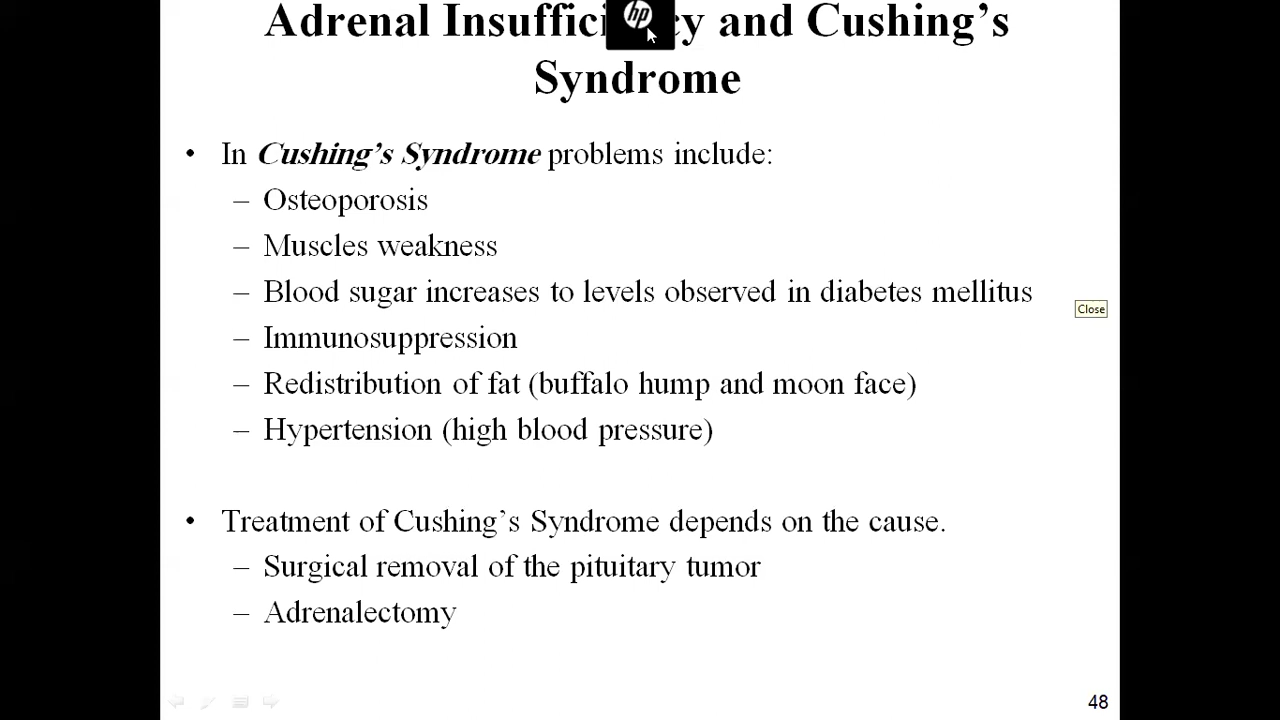 Adrenal Insuffici y and Cushing’s
hp
Syndrome
• In Cushing’s Syndrome problems include:
– Osteoporosis
– Muscles weakness
– Blood sugar increases to levels observed in diabetes mellitus
Close
– Immunosuppression
– Redistribution of fat (buffalo hump and moon face)
– Hypertension (high blood pressure)
• Treatment of Cushing’s Syndrome depends on the cause.
– Surgical removal of the pituitary tumor
– Adrenalectomy
48